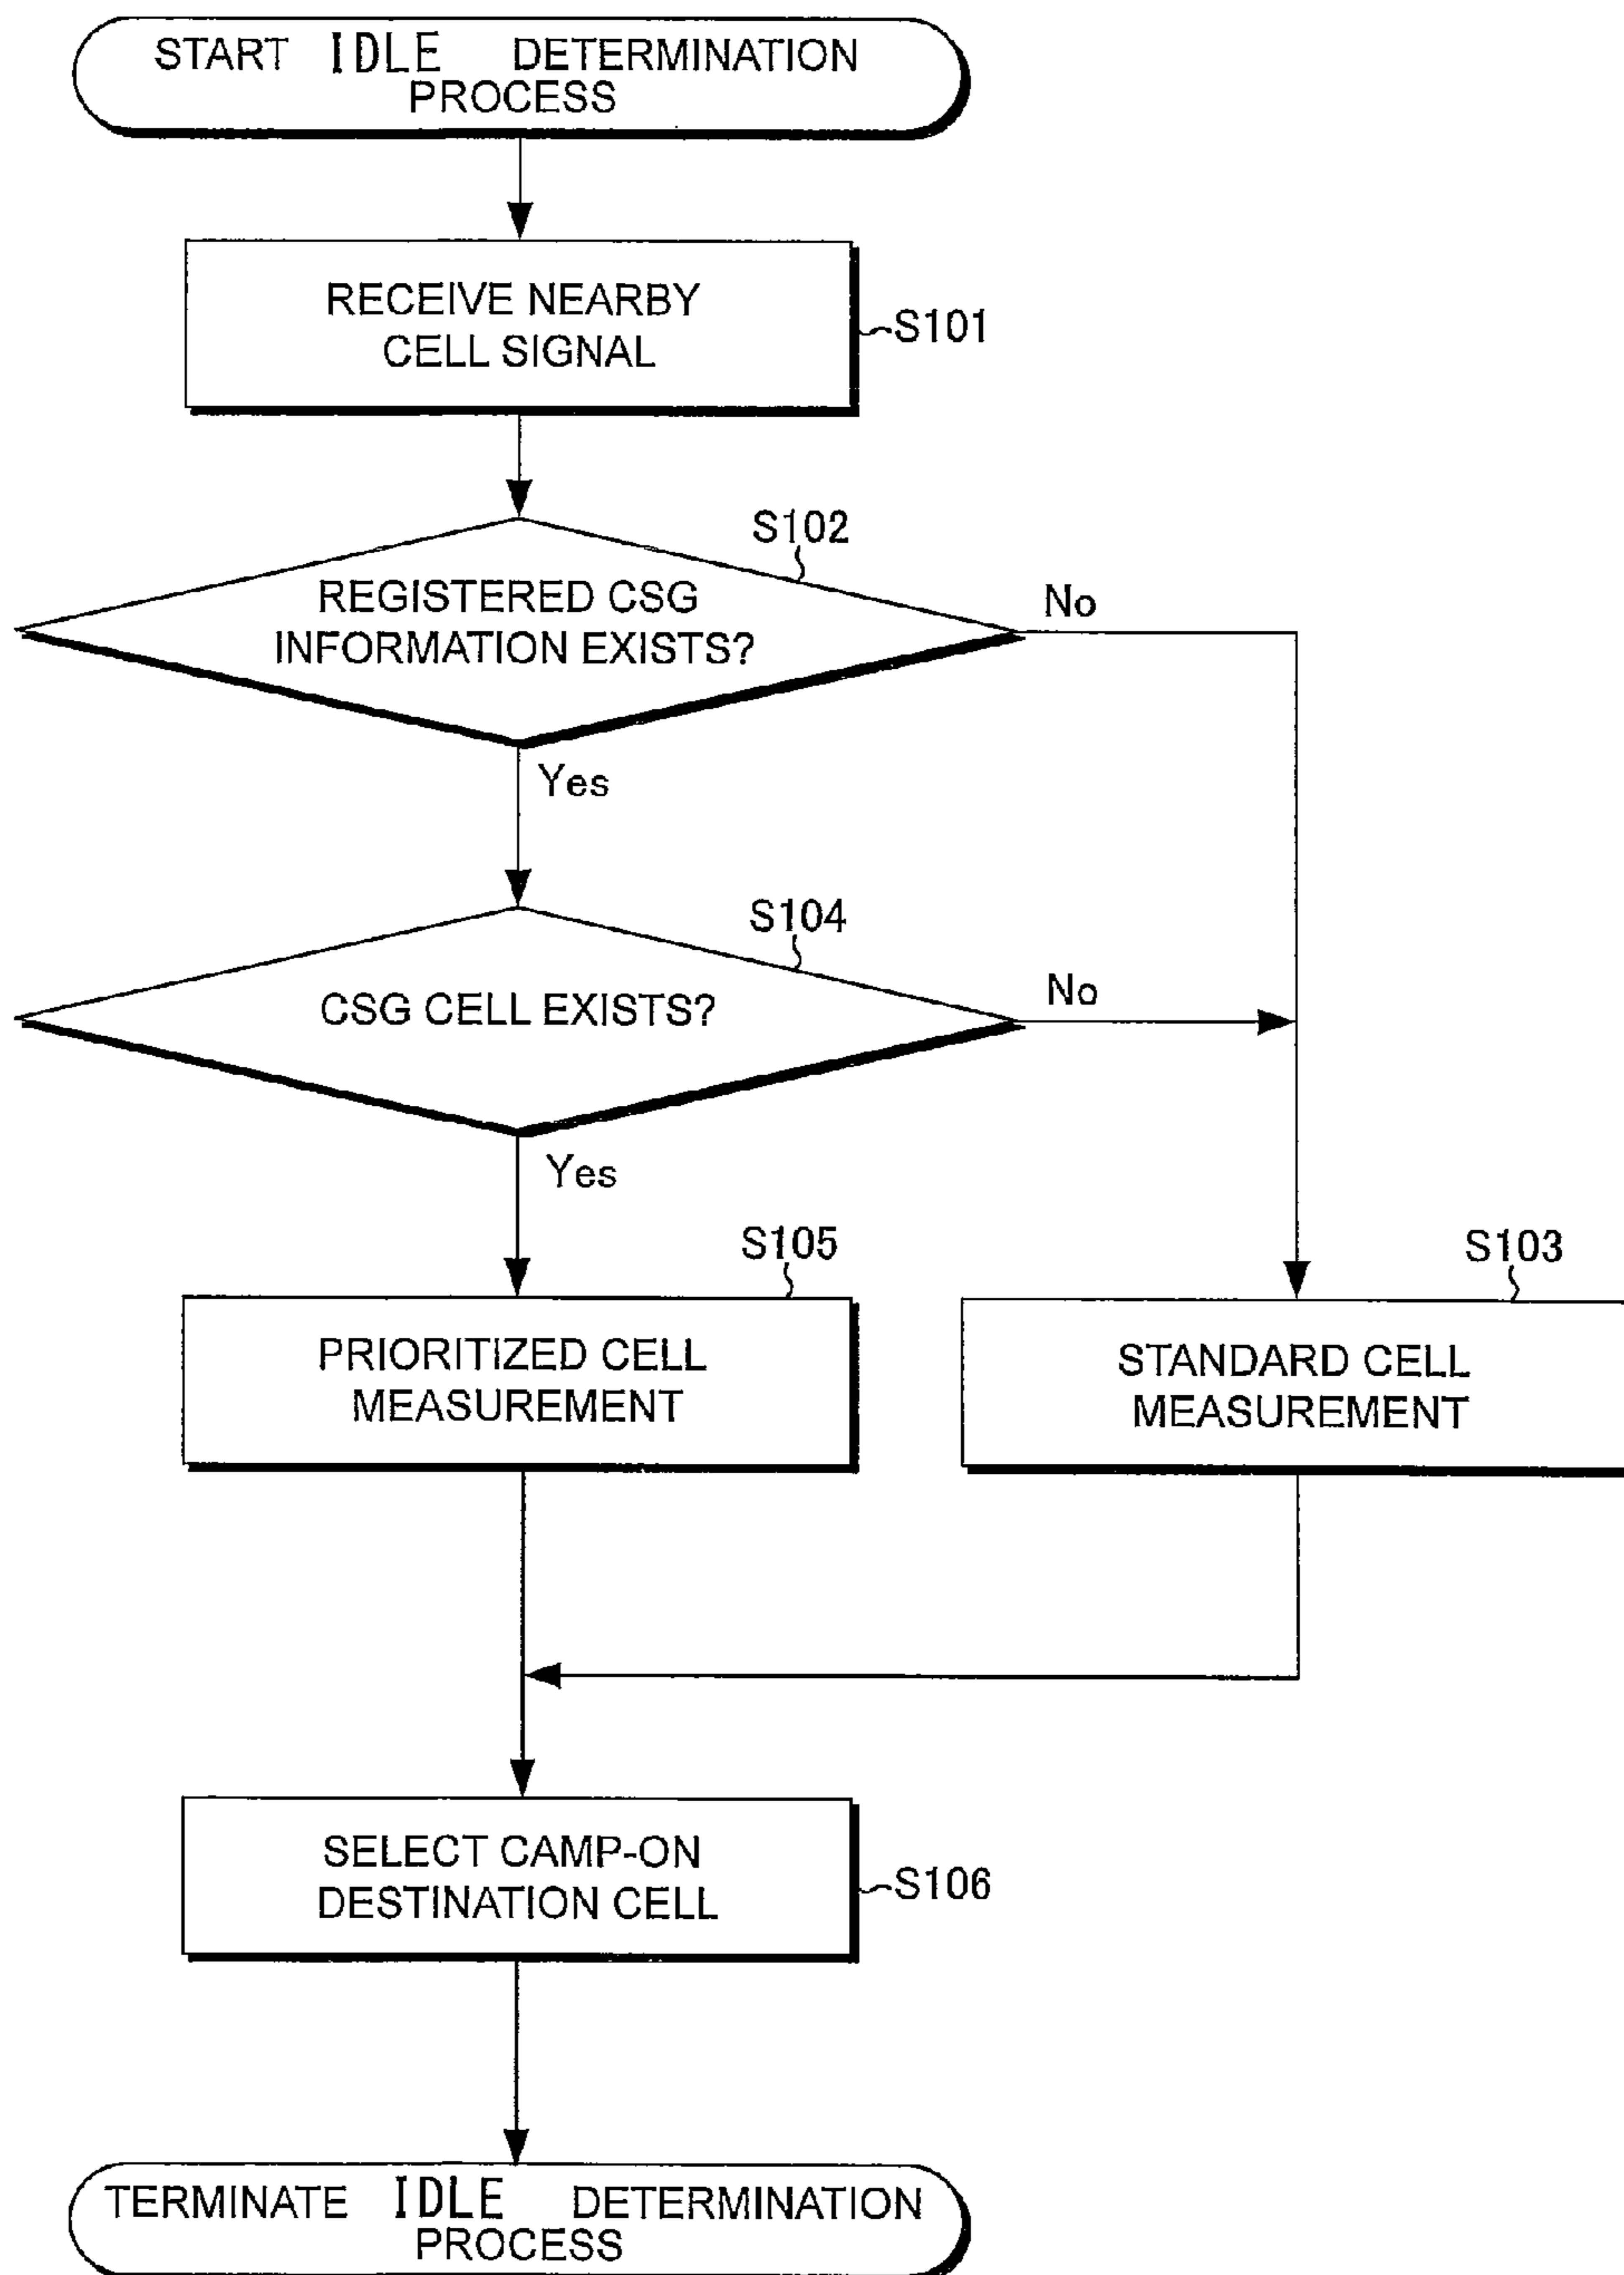 START IDLE DETERMINATION
PROCESS
RECEIVE NEARBY
CELL SIGNAL
S101
S102
REGISTERED CSG
INFORMATION EXISTS?
No
Yes
S104
CSG CELL EXISTS?
No
Yes
S105
PRIORITIZED CELL
MEASUREMENT
S103
STANDARD CELL
MEASUREMENT
SELECT CAMP-ON
DESTINATION CELL
S106
TERMINATE IDLE DETERMINATION
PROCESS